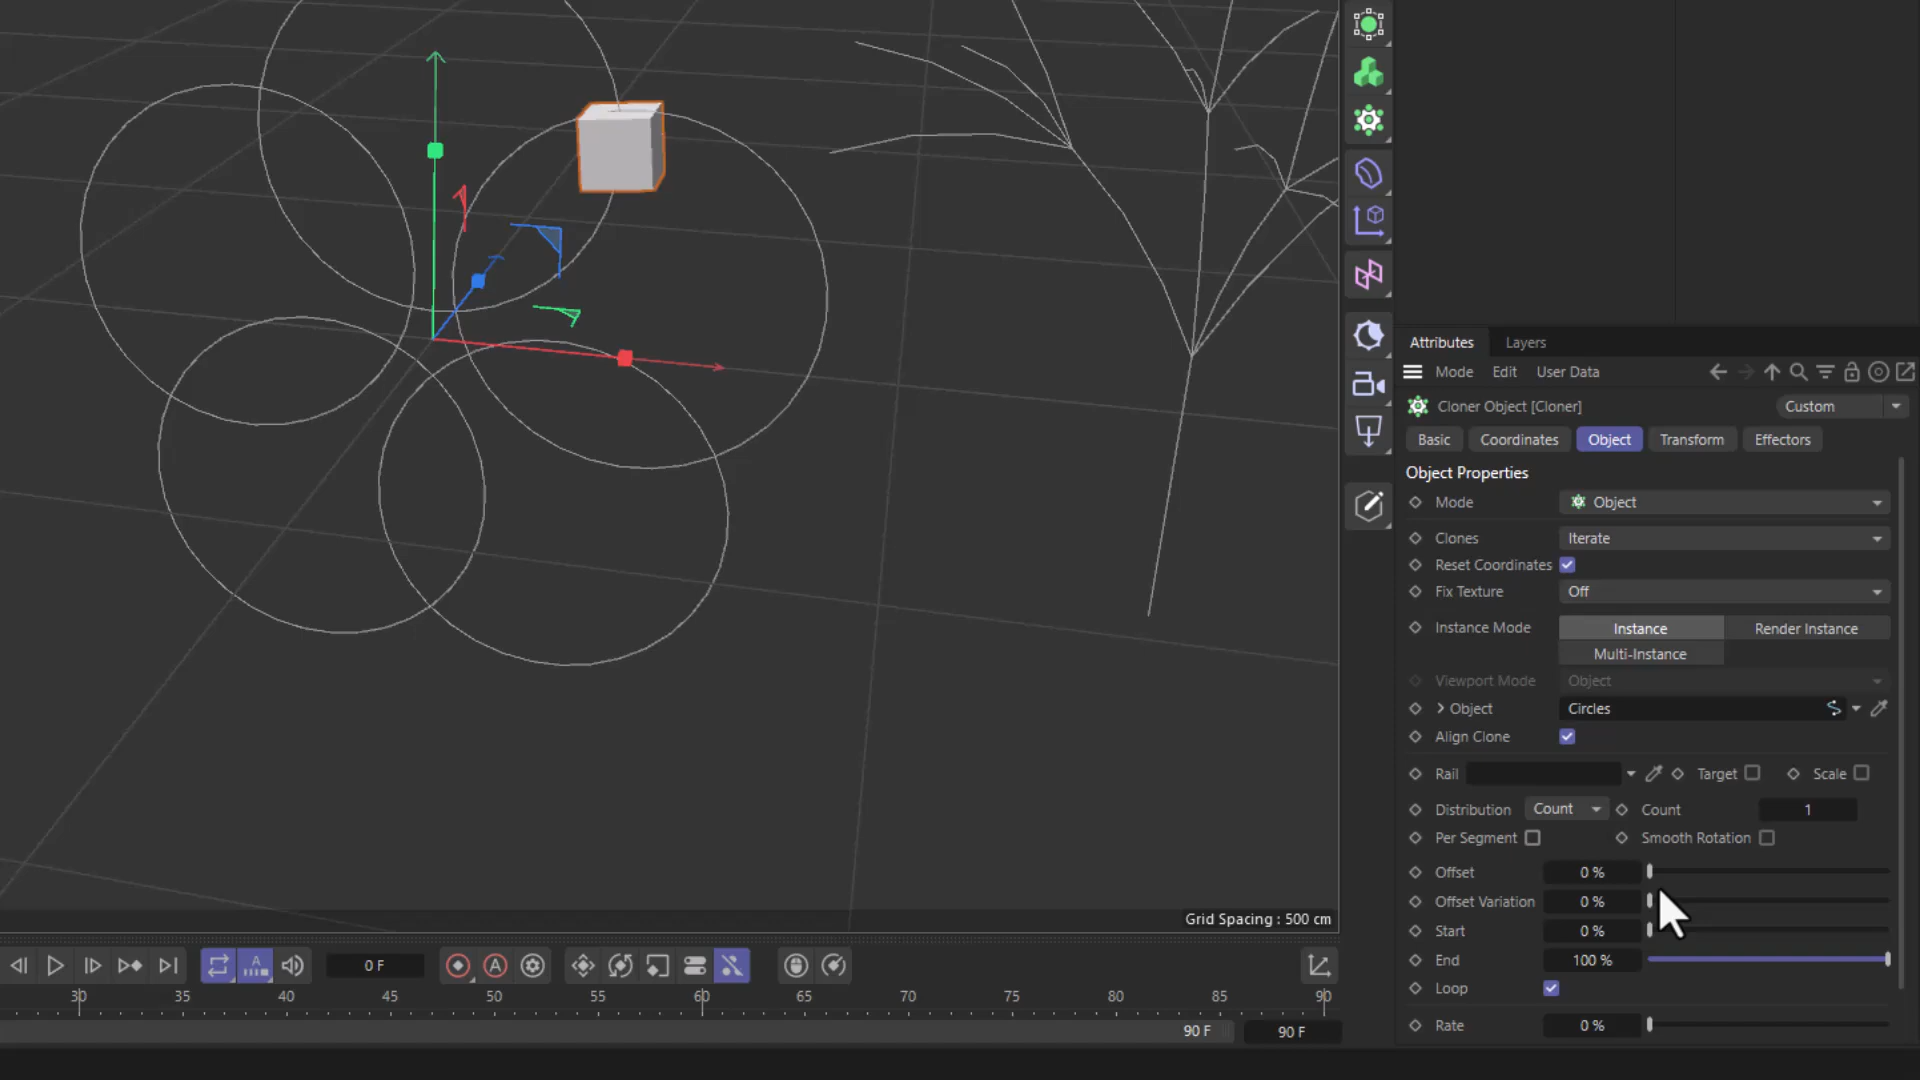 Grid Spacing : 500 cm
0 F
30 35 40 45 50 55 60 65 70 75 80 85 90
90 F 90 F
Attributes Layers
Mode Edit User Data
Cloner Object [Cloner] Custom
Basic Coordinates Object Transform Effectors
Object Properties
Mode Object
Clones Iterate
Reset Coordinates
Fix Texture Off
Instance Mode Instance Render Instance
Multi-Instance
Viewport Mode Object
Object Circles
Align Clone
Rail Target Scale
Distribution Count Count 1
Per Segment Smooth Rotation
Offset 0 %
Offset Variation 0 %
Start 0 %
End 100 %
Loop
Rate 0 %